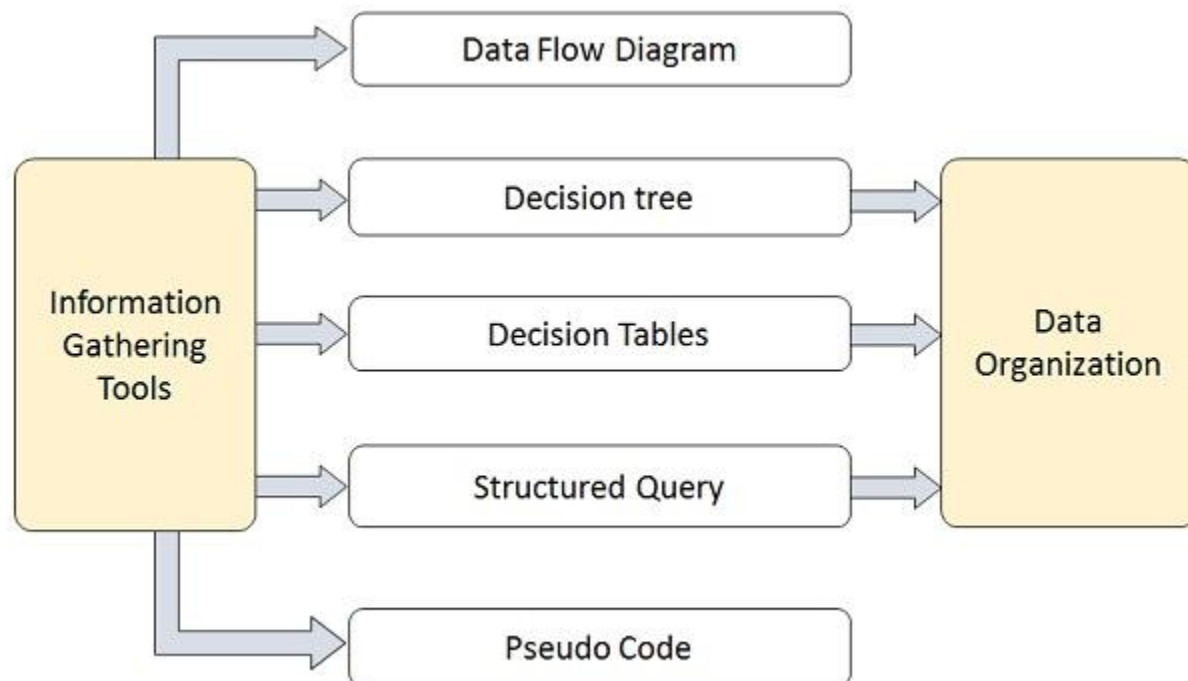 Data Flow Diagram
Decision tree
Information
Gathering
Tools
Decision Tables
Data
Organization
Structured Query
Pseudo Code